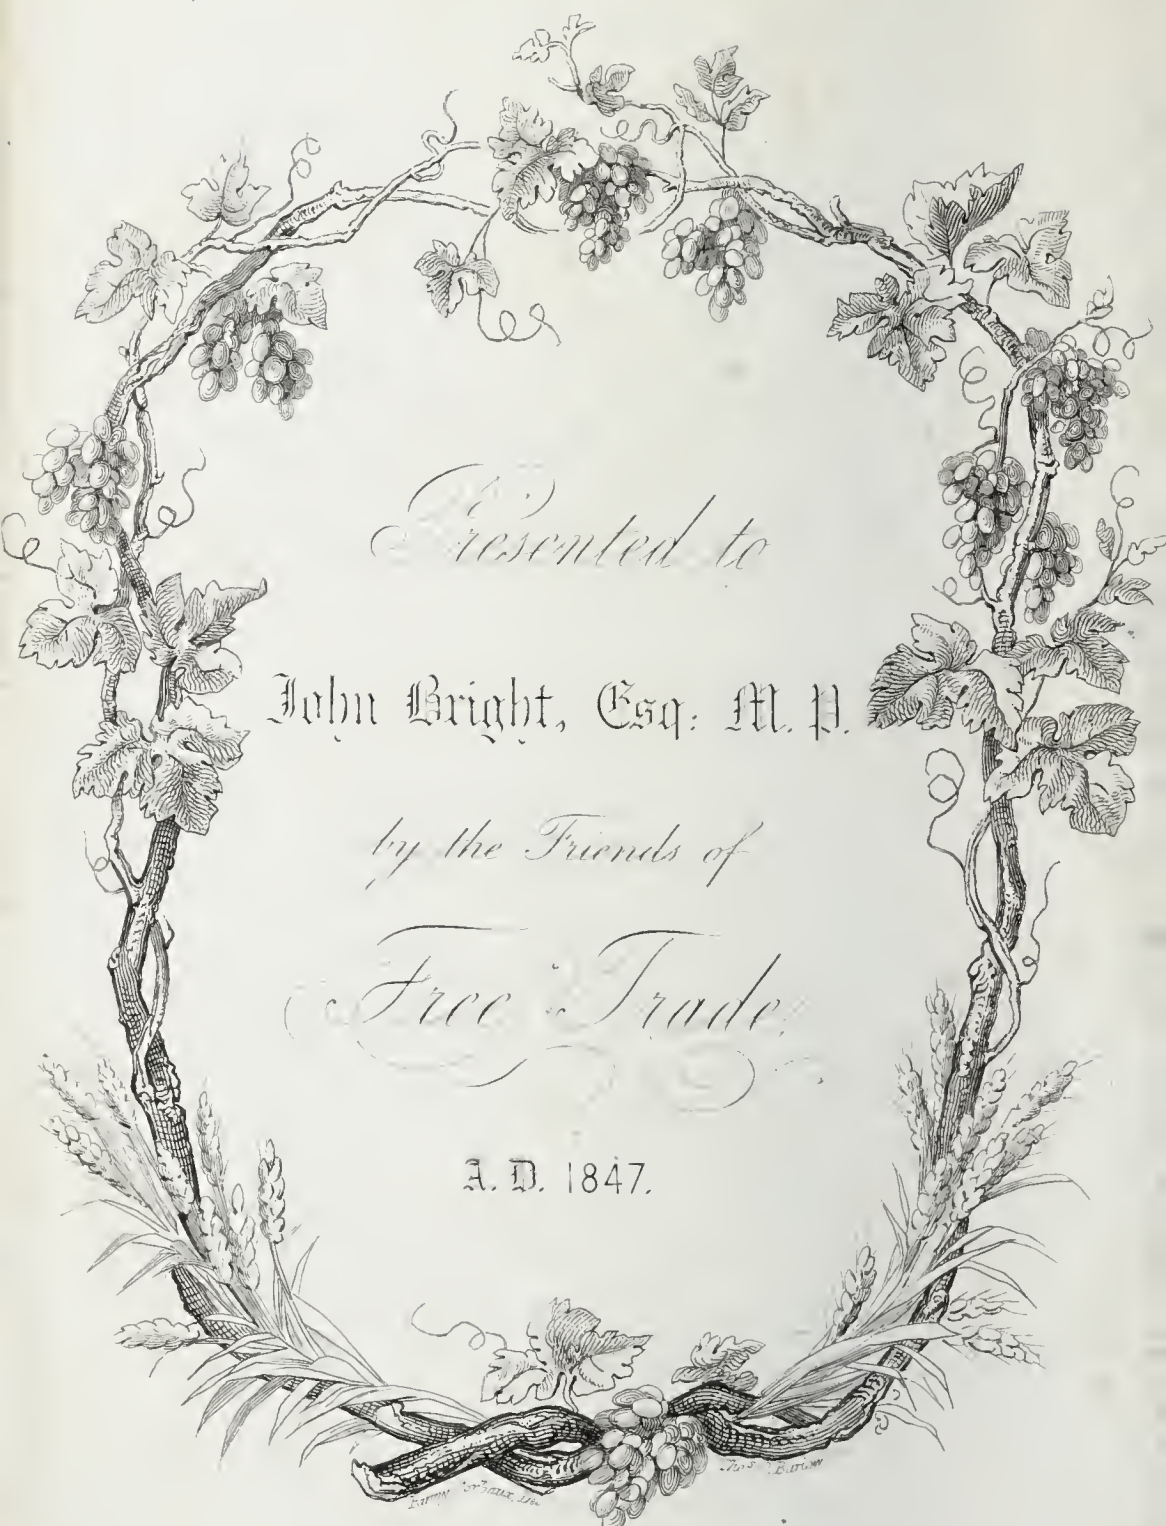 Presented to
John Bright, Esq: M. P.
by the Friends of
Free Trade.
A. D. 1847.